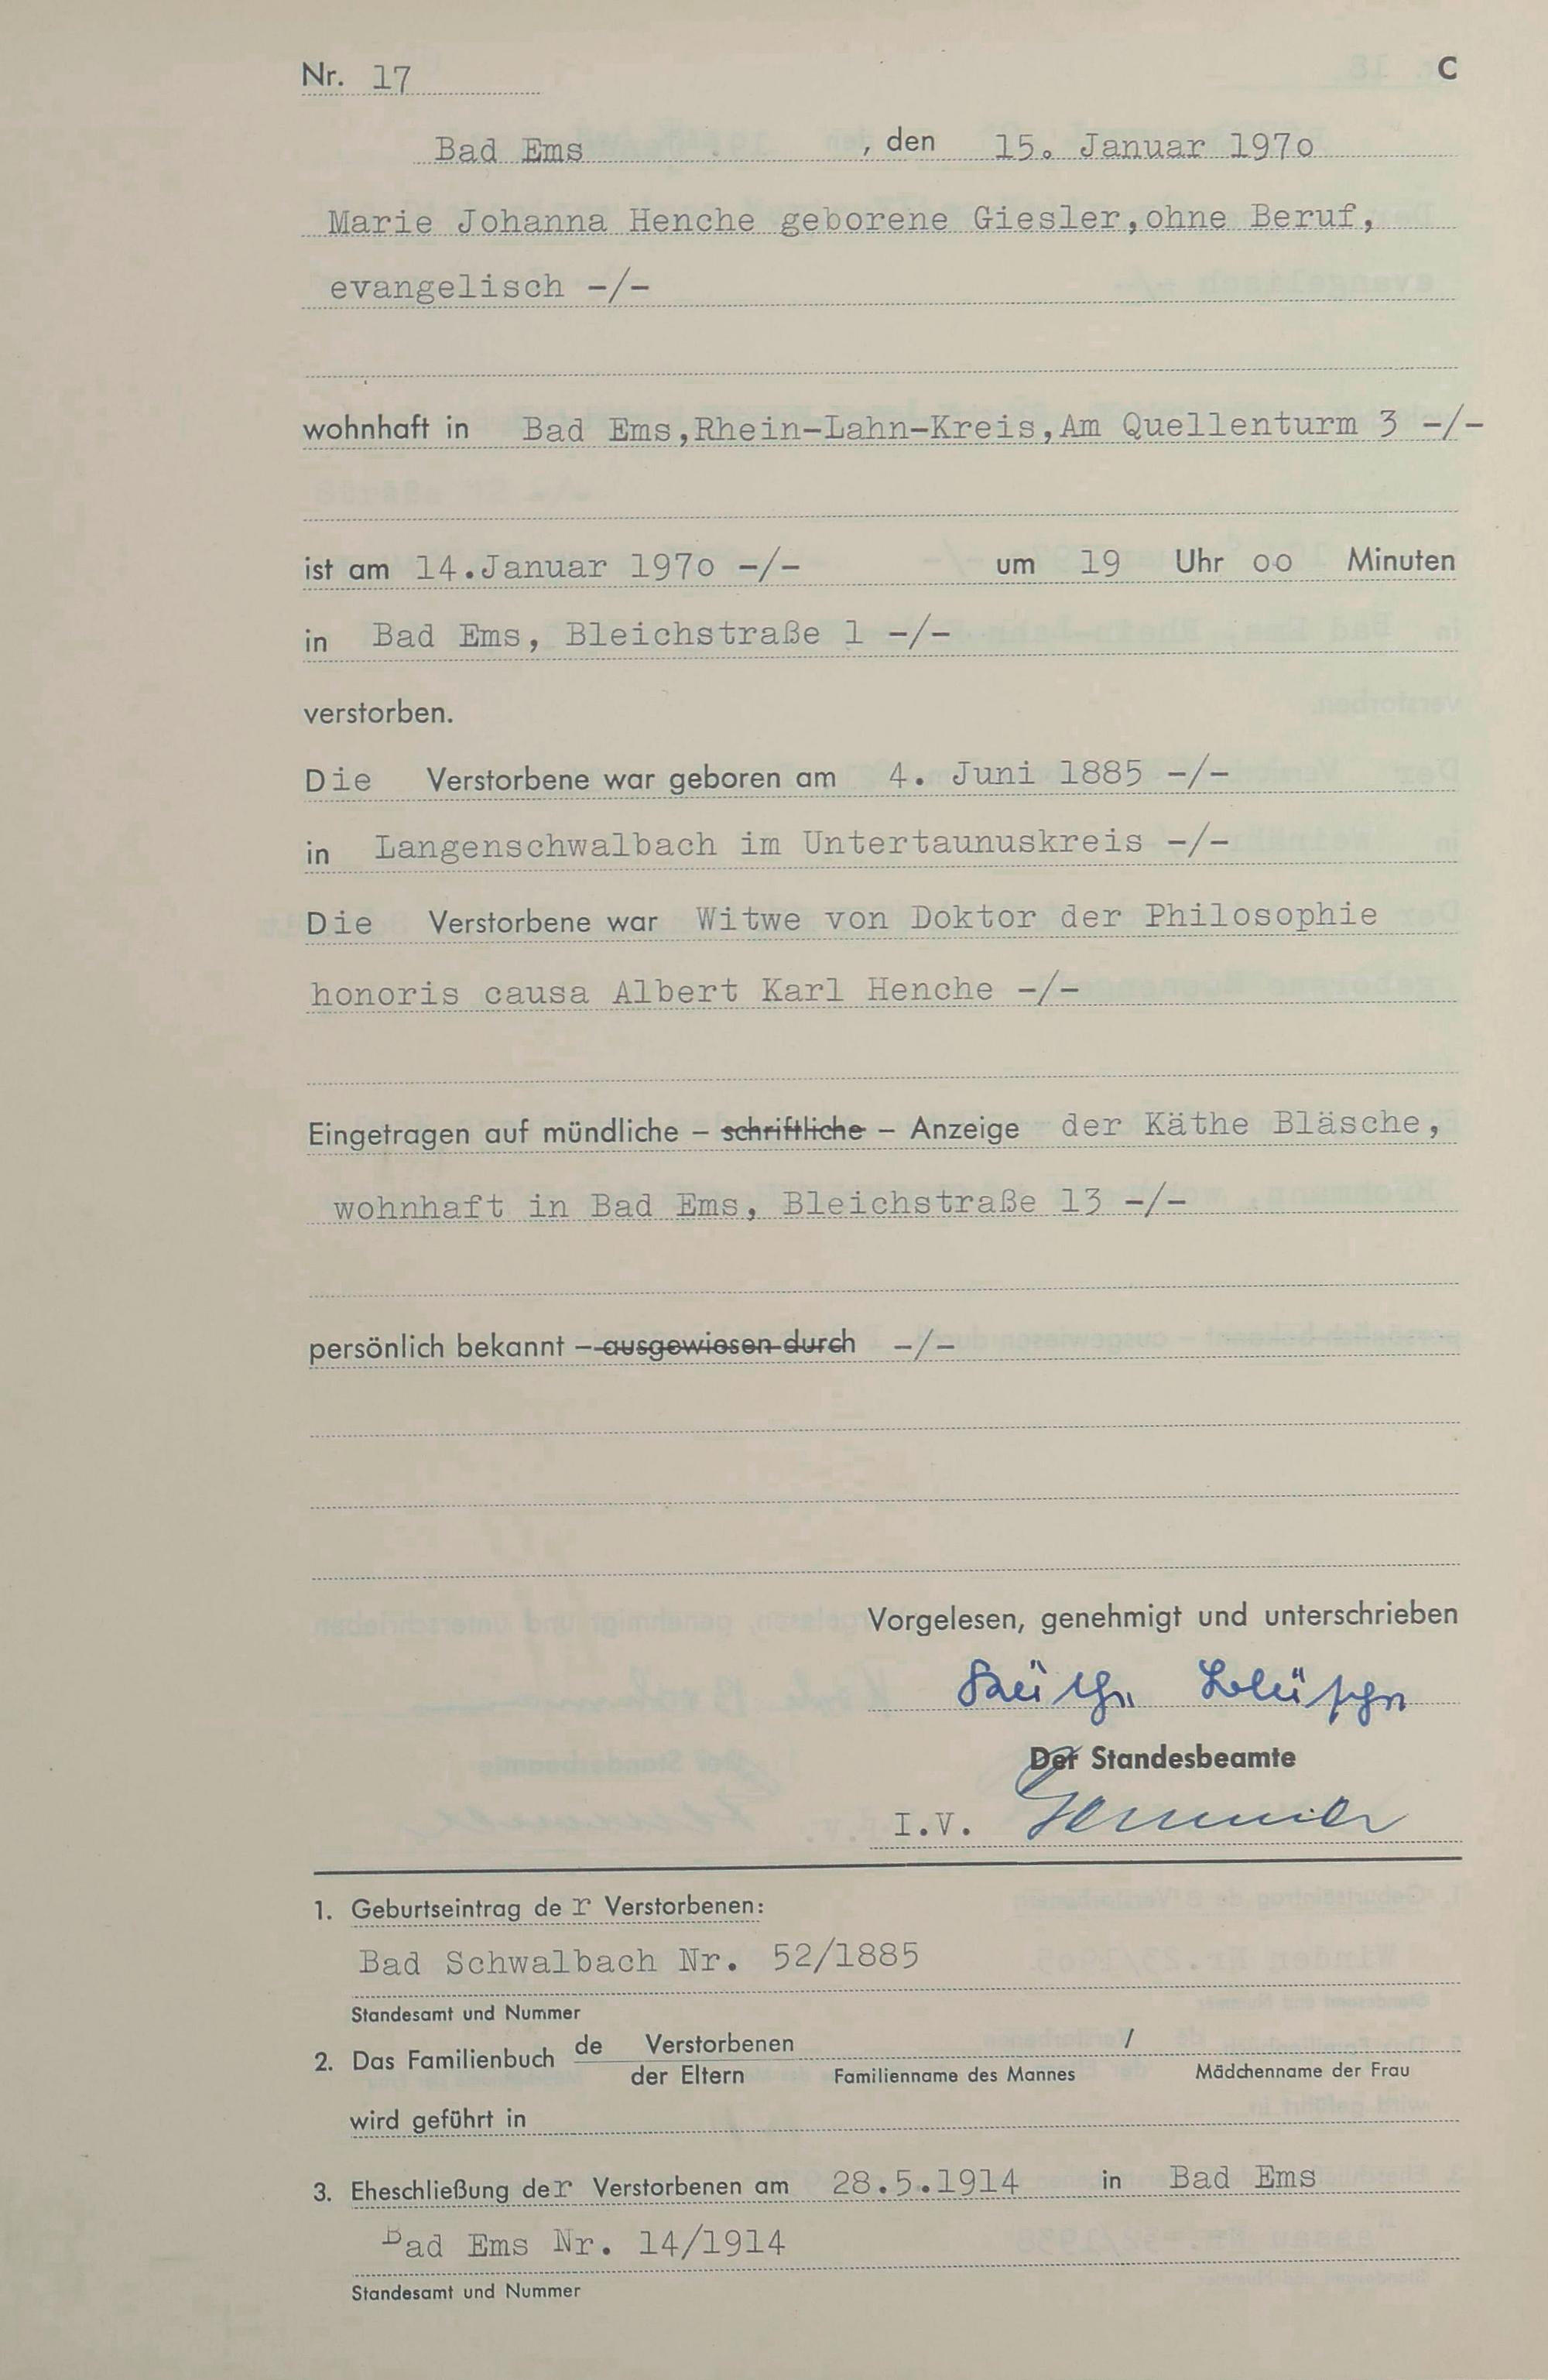 Nr. 17 C
Bad Ems , den 15. Januar 1970
Marie Johanna Henche geborene Giesler, ohne Beruf,
evangelisch -/-
wohnhaft in Bad Ems, Rhein-Lahn-Kreis, Am Quellenturm 3 -/-
ist am 14. Januar 1970 -/- um 19 Uhr oo Minuten
in Bad Ems, Bleichstraße 1 -/-
verstorben.
Die Verstorbene war geboren am 4. Juni 1885 -/-
in Langenschwalbach im Untertaunuskreis -/-
Die Verstorbene war Witwe von Doktor der Philosophie
honoris causa Albert Karl Henche -/-
Eingetragen auf mündliche – schriftliche – Anzeige der Käthe Bläsche,
wohnhaft in Bad Ems, Bleichstraße 13 -/-
persönlich bekannt – ausgewiesen durch -/-
Vorgelesen, genehmigt und unterschrieben
Käthe Bläsche
Der Standesbeamte
I.V.
1. Geburtseintrag der Verstorbenen:
Bad Schwalbach Nr. 52/1885
Standesamt und Nummer
2. Das Familienbuch de Verstorbenen /
der Eltern Familienname des Mannes Mädchenname der Frau
wird geführt in
3. Eheschließung der Verstorbenen am 28.5.1914 in Bad Ems
Bad Ems Nr. 14/1914
Standesamt und Nummer